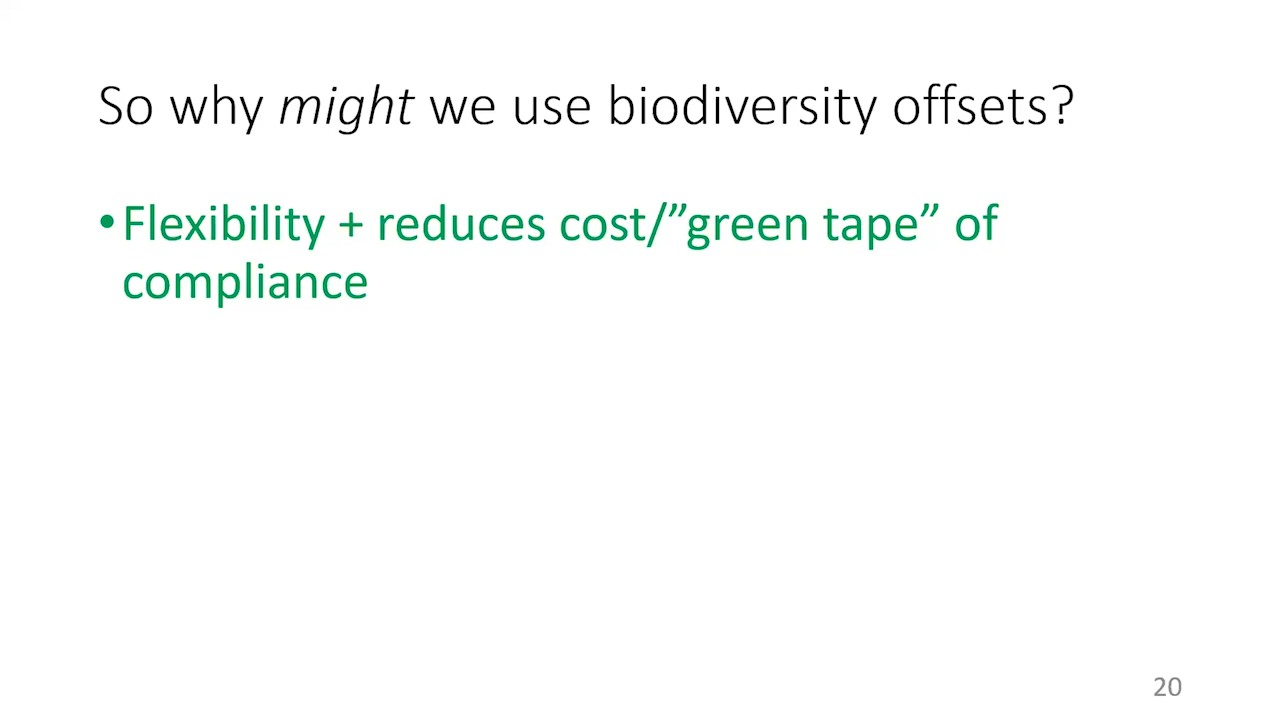 So why might we use biodiversity offsets?
•Flexibility + reduces cost/”green tape” of
compliance
20